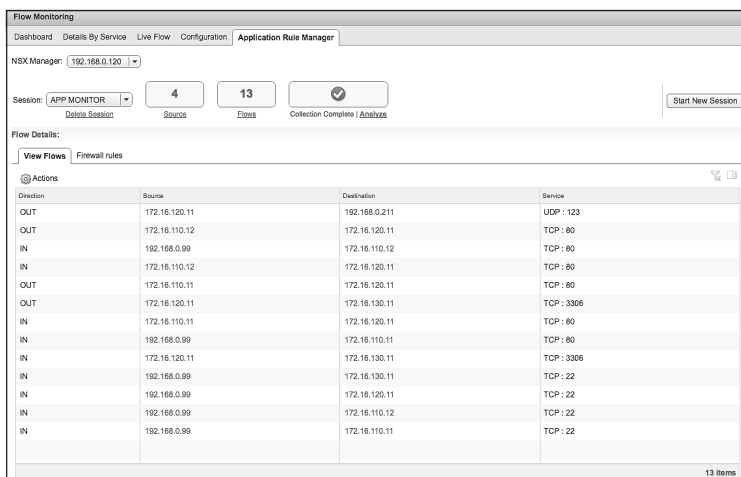 Flow Monitoring
Dashboard Details By Service Live Flow Configuration Application Rule Manager
NSX Manager: 192.168.0.120
Session: APP MONITOR 4 13 Start New Session
Delete Session Source Flows Collection Complete | Analyze
Flow Details:
View Flows Firewall rules
Actions
Direction Source Destination Service
OUT 172.16.120.11 192.168.0.211 UDP : 123
OUT 172.16.110.12 172.16.120.11 TCP : 80
IN 192.168.0.99 172.16.110.12 TCP : 80
IN 172.16.110.12 172.16.120.11 TCP : 80
OUT 172.16.110.11 172.16.120.11 TCP : 80
OUT 172.16.120.11 172.16.130.11 TCP : 3306
IN 172.16.110.11 172.16.120.11 TCP : 80
IN 192.168.0.99 172.16.110.11 TCP : 80
IN 172.16.120.11 172.16.130.11 TCP : 3306
IN 192.168.0.99 172.16.130.11 TCP : 22
IN 192.168.0.99 172.16.120.11 TCP : 22
IN 192.168.0.99 172.16.110.12 TCP : 22
IN 192.168.0.99 172.16.110.11 TCP : 22
13 items